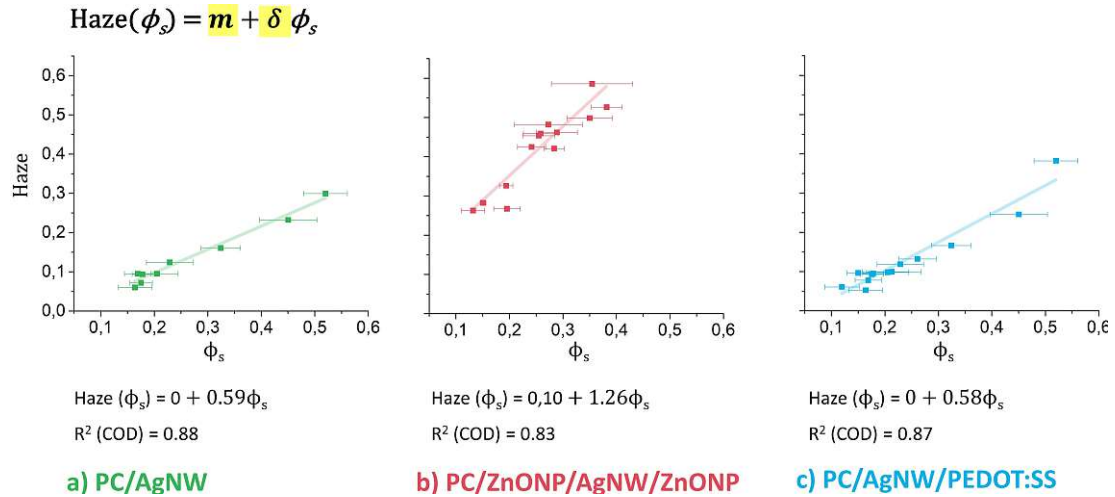 Haze(ϕₛ) = m + δ ϕₛ
Haze
0,6
0,5
0,4
0,3
0,2
0,1
0,0
0,1 0,2 0,3 0,4 0,5 0,6
ϕₛ
Haze (ϕₛ) = 0 + 0.59ϕₛ
R² (COD) = 0.88
a) PC/AgNW
0,1 0,2 0,3 0,4 0,5 0,6
ϕₛ
Haze (ϕₛ) = 0,10 + 1.26ϕₛ
R² (COD) = 0.83
b) PC/ZnONP/AgNW/ZnONP
0,1 0,2 0,3 0,4 0,5 0,6
ϕₛ
Haze (ϕₛ) = 0 + 0.58ϕₛ
R² (COD) = 0.87
c) PC/AgNW/PEDOT:SS